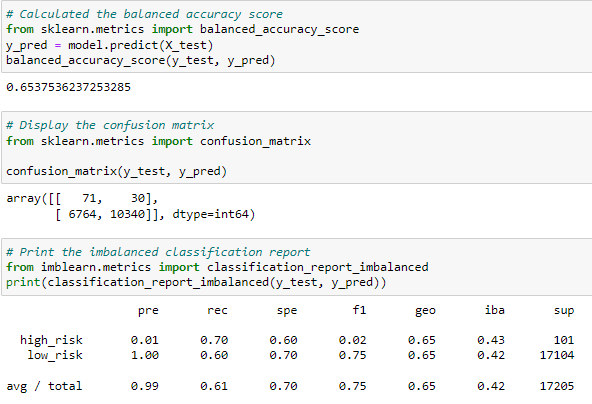 # Calculated the balanced accuracy score
from sklearn.metrics import balanced_accuracy_score
y_pred = model.predict(X_test)
balanced_accuracy_score(y_test, y_pred)
0.6537536237253285
# Display the confusion matrix
from sklearn.metrics import confusion_matrix
confusion_matrix(y_test, y_pred)
array([[   71,    30],
       [ 6764, 10340]], dtype=int64)
# Print the imbalanced classification report
from imblearn.metrics import classification_report_imbalanced
print(classification_report_imbalanced(y_test, y_pred))
pre rec spe f1 geo iba sup
high_risk 0.01 0.70 0.60 0.02 0.65 0.43 101
low_risk 1.00 0.60 0.70 0.75 0.65 0.42 17104
avg / total 0.99 0.61 0.70 0.75 0.65 0.42 17205